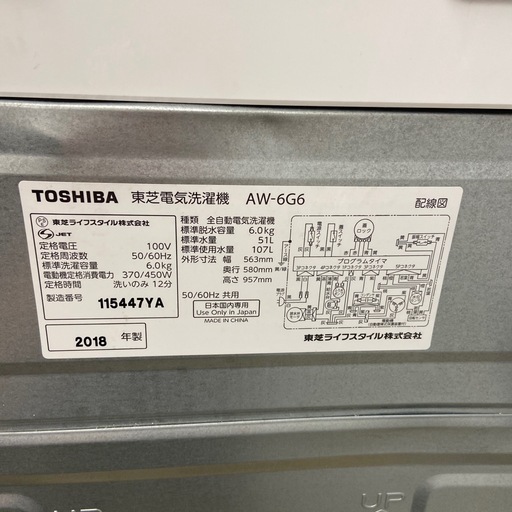 TOSHIBA 東芝電気洗濯機 AW-6G6 配線図
東芝ライフスタイル株式会社
JET
定格電圧 100V
定格周波数 50/60Hz
標準洗濯容量 6.0kg
電動機定格消費電力 370/450W
定格時間 洗いのみ 12分
製造番号 115447YA
2018 年製
種類 全自動電気洗濯機
標準脱水容量 6.0kg
標準水量 51L
標準使用水量 107L
外形寸法 幅 563mm
奥行 580mm
高さ 957mm
50/60Hz 共用
日本国内専用
Use Only in Japan
MADE IN CHINA
ロック
プログラムタイマ
東芝ライフスタイル株式会社
UP